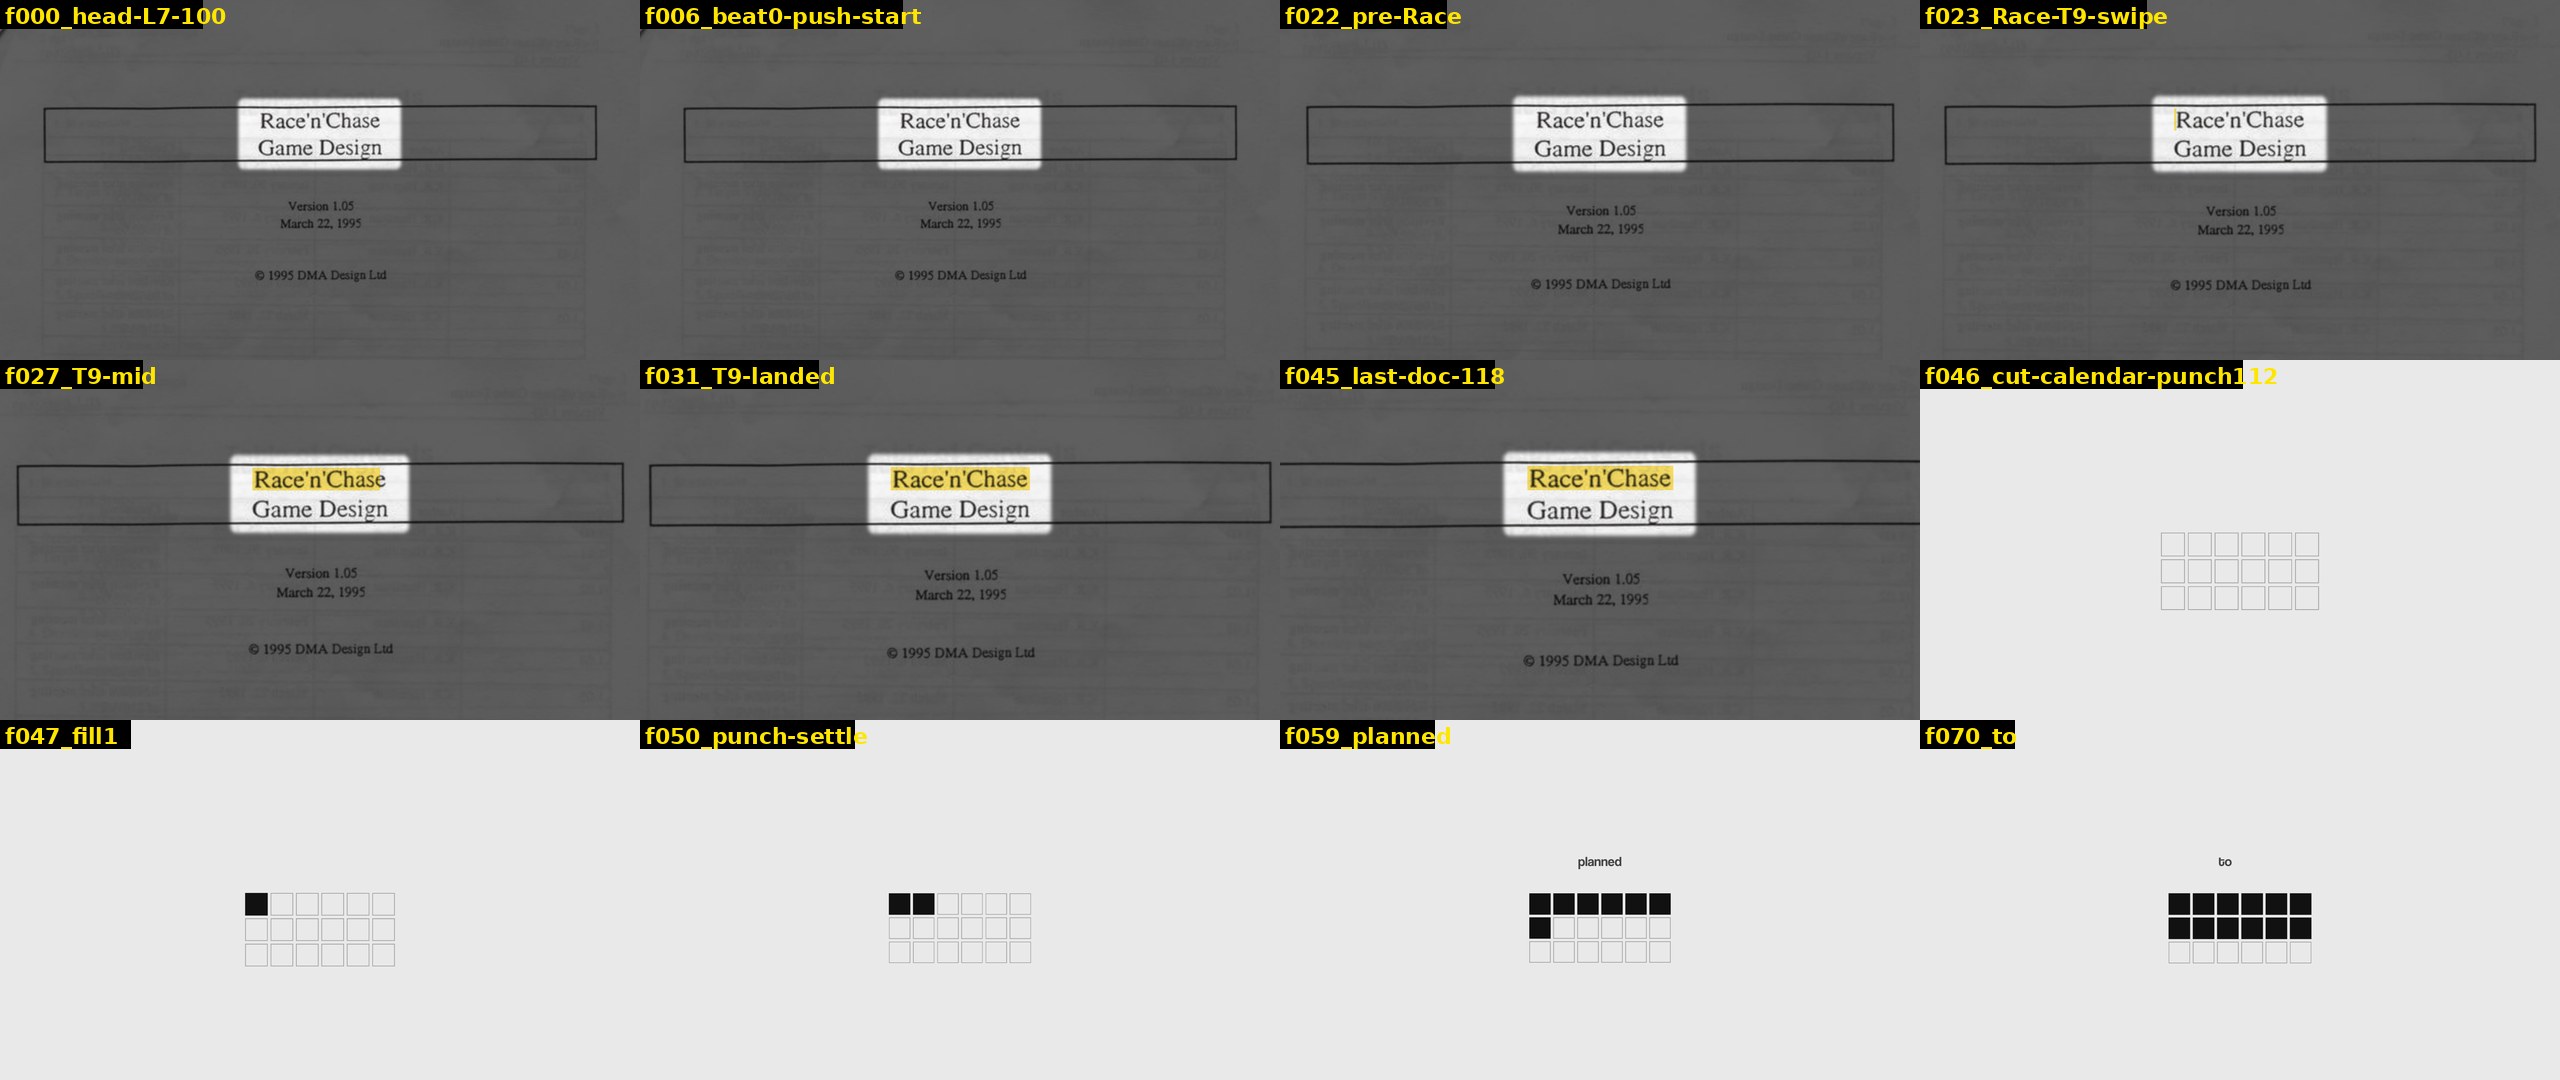 f000_head-L7-100
Race'n'Chase
Game Design
Version 1.05
March 22, 1995
© 1995 DMA Design Ltd
f006_beat0-push-start
Race'n'Chase
Game Design
Version 1.05
March 22, 1995
© 1995 DMA Design Ltd
f022_pre-Race
Race'n'Chase
Game Design
Version 1.05
March 22, 1995
© 1995 DMA Design Ltd
f023_Race-T9-swipe
Race'n'Chase
Game Design
Version 1.05
March 22, 1995
© 1995 DMA Design Ltd
f027_T9-mid
Race'n'Chase
Game Design
Version 1.05
March 22, 1995
© 1995 DMA Design Ltd
f031_T9-landed
Race'n'Chase
Game Design
Version 1.05
March 22, 1995
© 1995 DMA Design Ltd
f045_last-doc-118
Race'n'Chase
Game Design
Version 1.05
March 22, 1995
© 1995 DMA Design Ltd
f046_cut-calendar-punch112
f047_fill1
f050_punch-settle
f059_planned
planned
f070_to
to